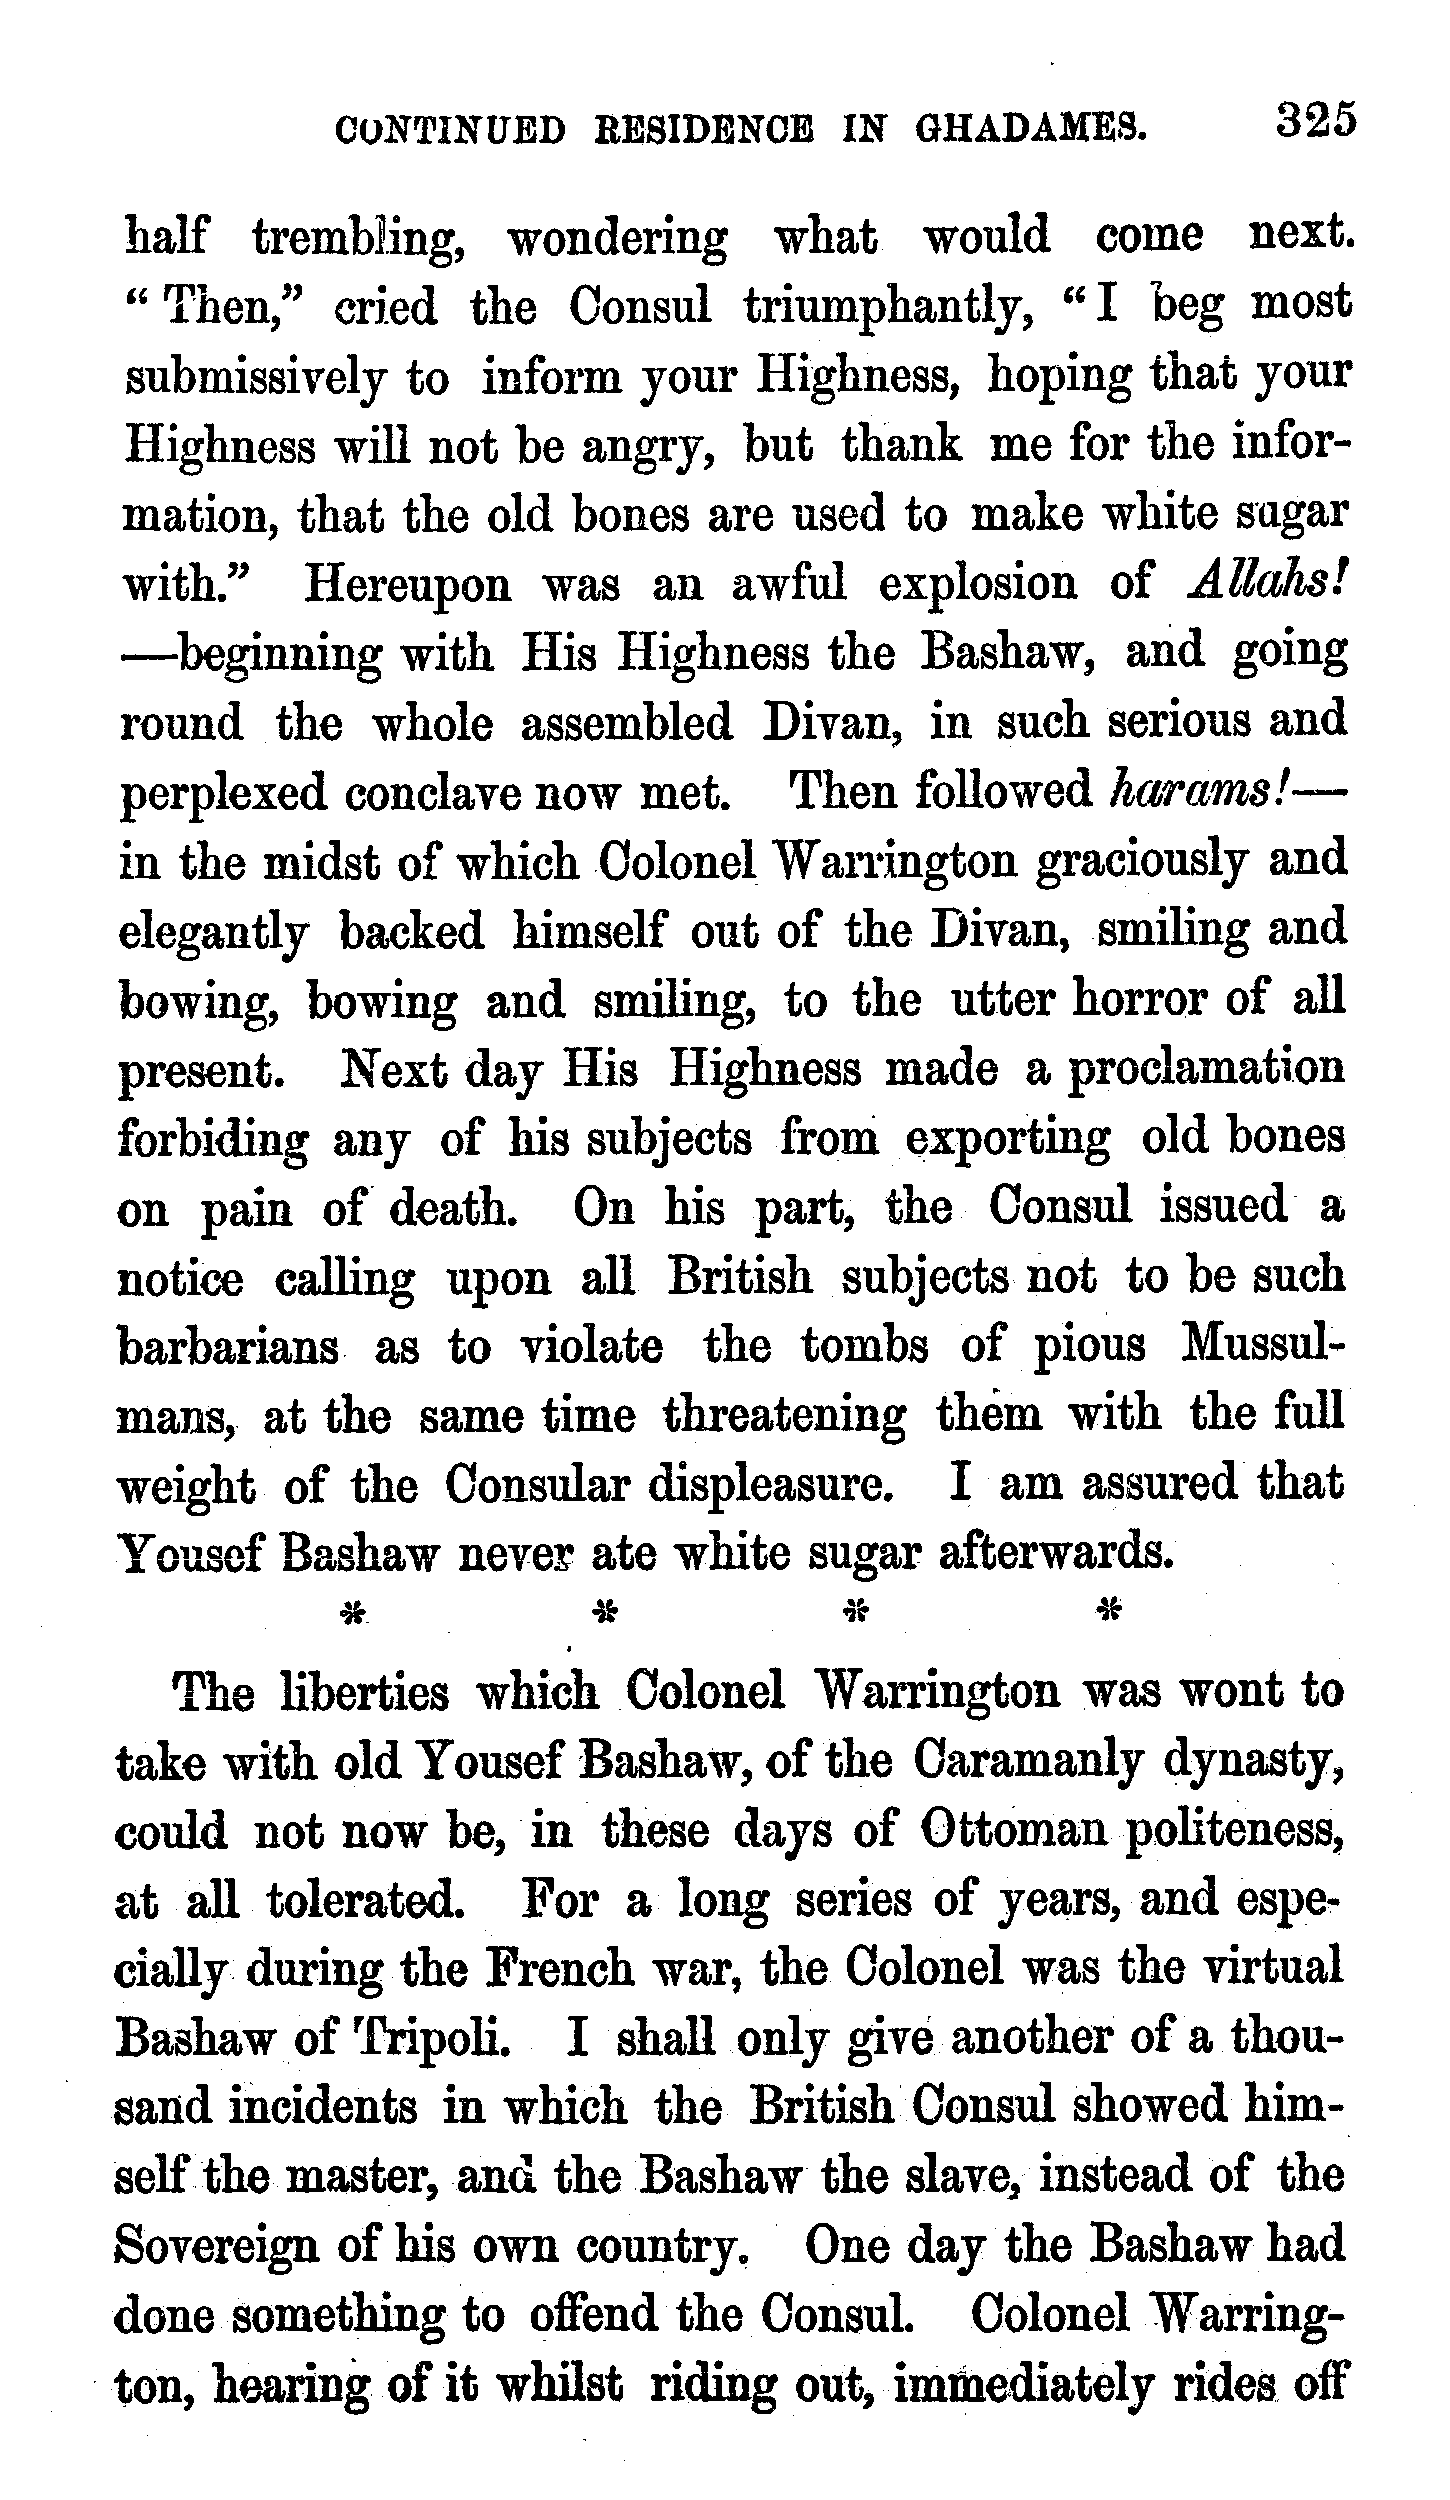 CONTINUED RESIDENCE IN GHADAMES. 325
half trembling, wondering what would come next.
“Then,” cried the Consul triumphantly, “I beg most
submissively to inform your Highness, hoping that your
Highness will not be angry, but thank me for the infor-
mation, that the old bones are used to make white sugar
with.” Hereupon was an awful explosion of Allahs!
—beginning with His Highness the Bashaw, and going
round the whole assembled Divan, in such serious and
perplexed conclave now met. Then followed harams!—
in the midst of which Colonel Warrington graciously and
elegantly backed himself out of the Divan, smiling and
bowing, bowing and smiling, to the utter horror of all
present. Next day His Highness made a proclamation
forbiding any of his subjects from exporting old bones
on pain of death. On his part, the Consul issued a
notice calling upon all British subjects not to be such
barbarians as to violate the tombs of pious Mussul-
mans, at the same time threatening them with the full
weight of the Consular displeasure. I am assured that
Yousef Bashaw never ate white sugar afterwards.
* * * *
The liberties which Colonel Warrington was wont to
take with old Yousef Bashaw, of the Caramanly dynasty,
could not now be, in these days of Ottoman politeness,
at all tolerated. For a long series of years, and espe-
cially during the French war, the Colonel was the virtual
Bashaw of Tripoli. I shall only give another of a thou-
sand incidents in which the British Consul showed him-
self the master, and the Bashaw the slave, instead of the
Sovereign of his own country. One day the Bashaw had
done something to offend the Consul. Colonel Warring-
ton, hearing of it whilst riding out, immediately rides off